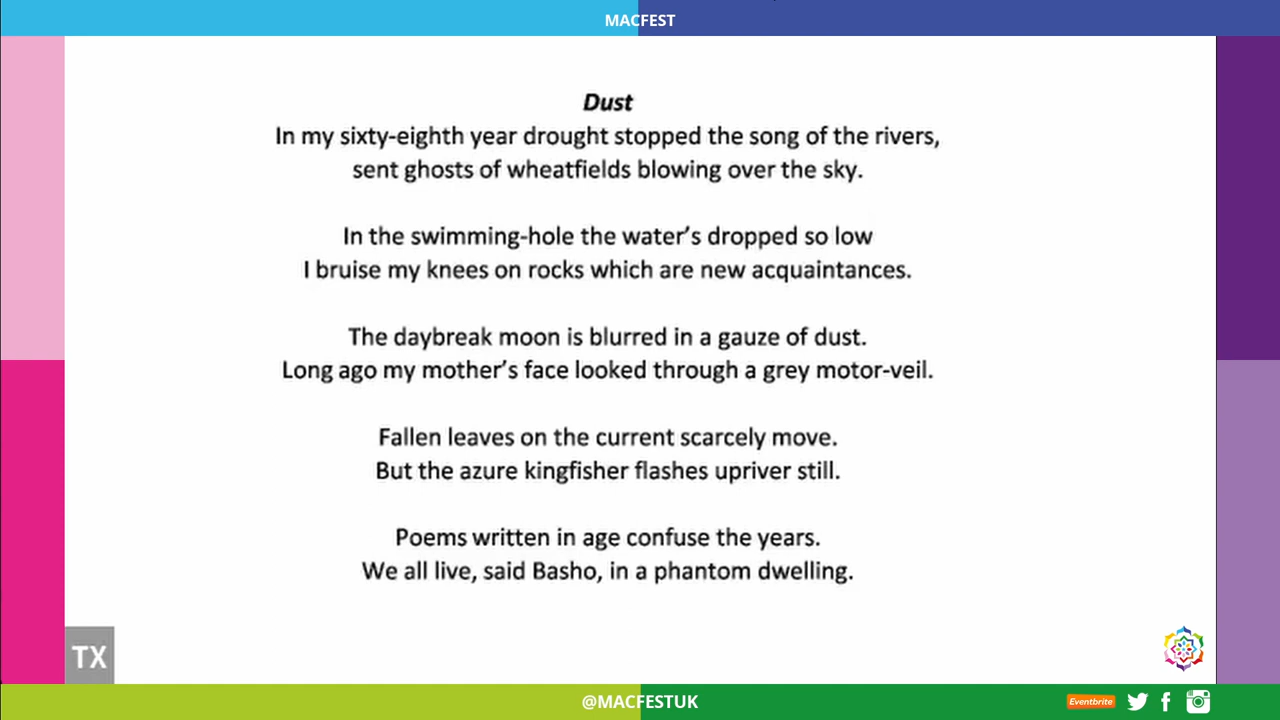 MACFEST
Dust
In my sixty-eighth year drought stopped the song of the rivers,
sent ghosts of wheatfields blowing over the sky.
In the swimming-hole the water's dropped so low
I bruise my knees on rocks which are new acquaintances.
The daybreak moon is blurred in a gauze of dust.
Long ago my mother's face looked through a grey motor-veil.
Fallen leaves on the current scarcely move.
But the azure kingfisher flashes upriver still.
Poems written in age confuse the years.
We all live, said Basho, in a phantom dwelling.
TX
@MACFESTUK
Eventbrite